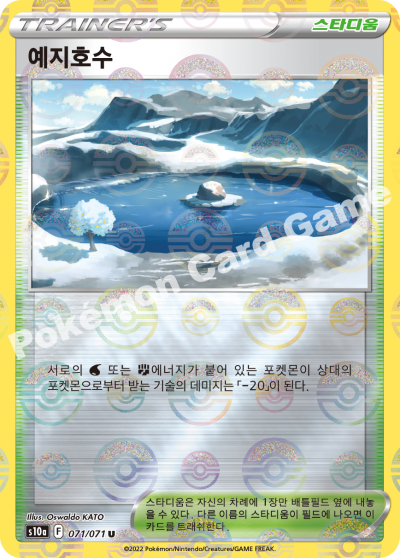 TRAINER'S
스타디움
예지호수
Pokémon Card Game
서로의 또는 에너지가 붙어 있는 포켓몬이 상대의
포켓몬으로부터 받는 기술의 데미지는 「-20」이 된다.
Illus. Oswaldo KATO
s10a F 071/071 U
스타디움은 자신의 차례에 1장만 배틀필드 옆에 내놓
을 수 있다. 다른 이름의 스타디움이 필드에 나오면 이
카드를 트래쉬한다.
©2022 Pokémon/Nintendo/Creatures/GAME FREAK.